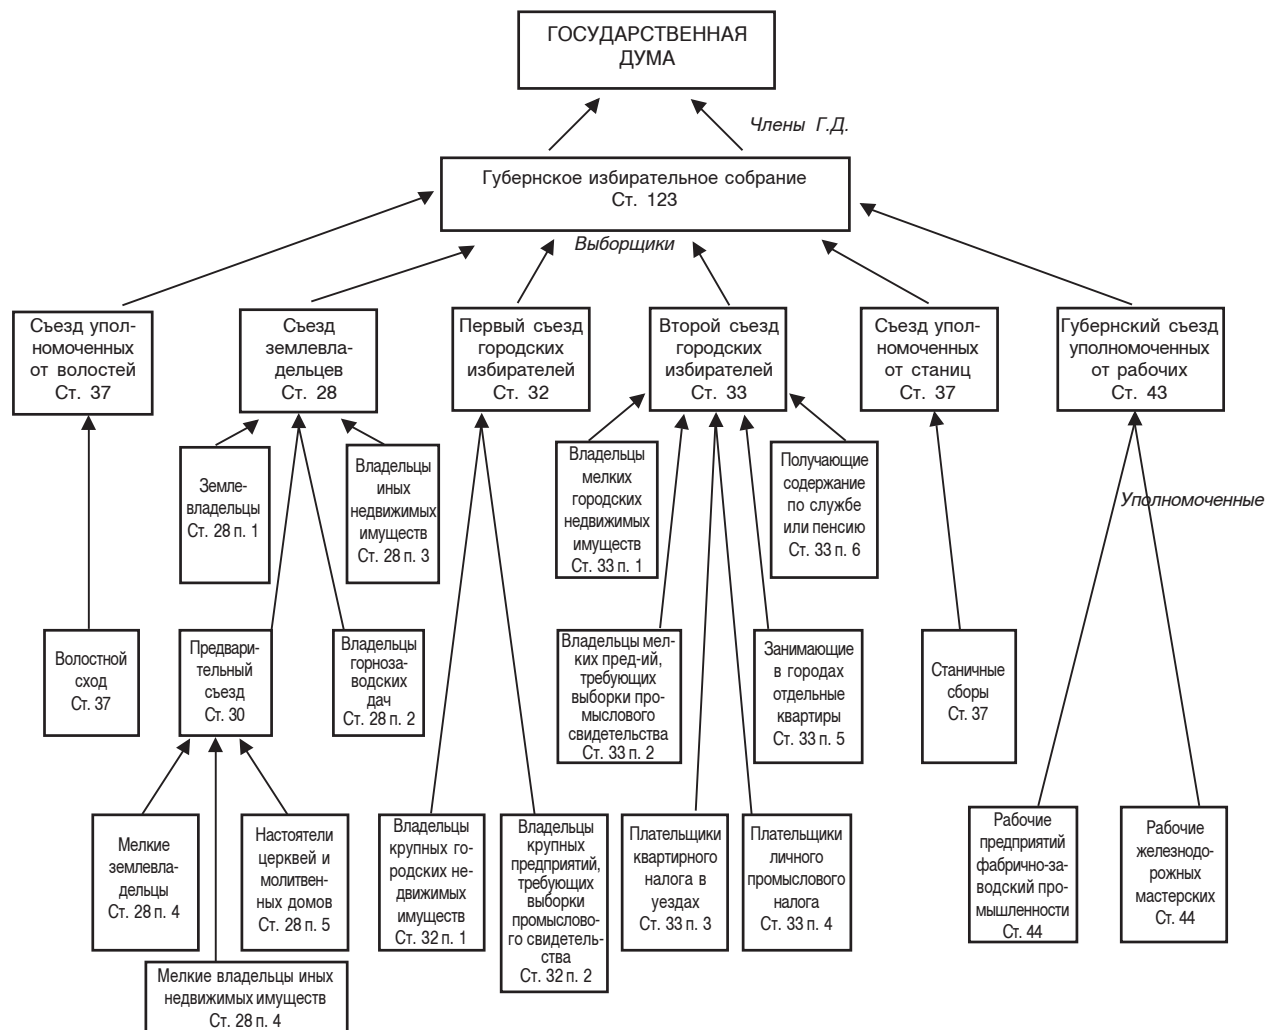 ГОСУДАРСТВЕННАЯ
ДУМА
Члены Г.Д.
Губернское избирательное собрание
Ст. 123
Выборщики
Съезд упол-
номоченных
от волостей
Ст. 37
Съезд
землевла-
дельцев
Ст. 28
Первый съезд
городских
избирателей
Ст. 32
Второй съезд
городских
избирателей
Ст. 33
Съезд упол-
номоченных
от станиц
Ст. 37
Губернский съезд
уполномоченных
от рабочих
Ст. 43
Земле-
владельцы
Ст. 28 п. 1
Владельцы
иных
недвижимых
имуществ
Ст. 28 п. 3
Владельцы
мелких
городских
недвижимых
имуществ
Ст. 33 п. 1
Получающие
содержание
по службе
или пенсию
Ст. 33 п. 6
Уполномоченные
Волостной
сход
Ст. 37
Предвари-
тельный
съезд
Ст. 30
Владельцы
горноза-
водских
дач
Ст. 28 п. 2
Владельцы мел-
ких пред-ий,
требующих
выборки про-
мыслового
свидетельства
Ст. 33 п. 2
Занимающие
в городах
отдельные
квартиры
Ст. 33 п. 5
Станичные
сборы
Ст. 37
Мелкие
землевла-
дельцы
Ст. 28 п. 4
Настоятели
церквей и
молитвен-
ных домов
Ст. 28 п. 5
Владельцы
крупных го-
родских не-
движимых
имуществ
Ст. 32 п. 1
Владельцы
крупных
предприятий,
требующих
выборки
промыслово-
го свидетель-
ства
Ст. 32 п. 2
Плательщики
квартирного
налога в
уездах
Ст. 33 п. 3
Плательщики
личного
промыслового
налога
Ст. 33 п. 4
Рабочие
предприятий
фабрично-за-
водский про-
мышленности
Ст. 44
Рабочие
железнодо-
рожных
мастерских
Ст. 44
Мелкие владельцы иных
недвижимых имуществ
Ст. 28 п. 4